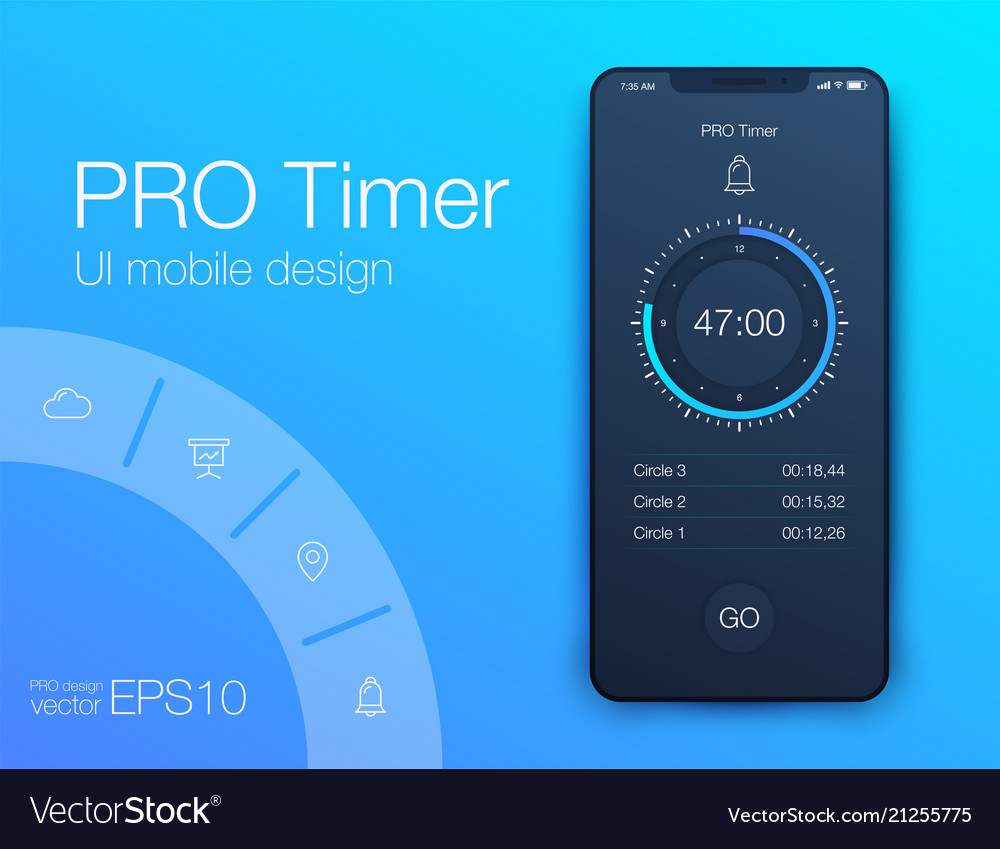 PRO Timer
UI mobile design
PRO design
vector EPS10
7:35 AM
PRO Timer
12
9 47:00 3
6
Circle 3 00:18,44
Circle 2 00:15,32
Circle 1 00:12,26
GO
VectorStock®
VectorStock.com/21255775